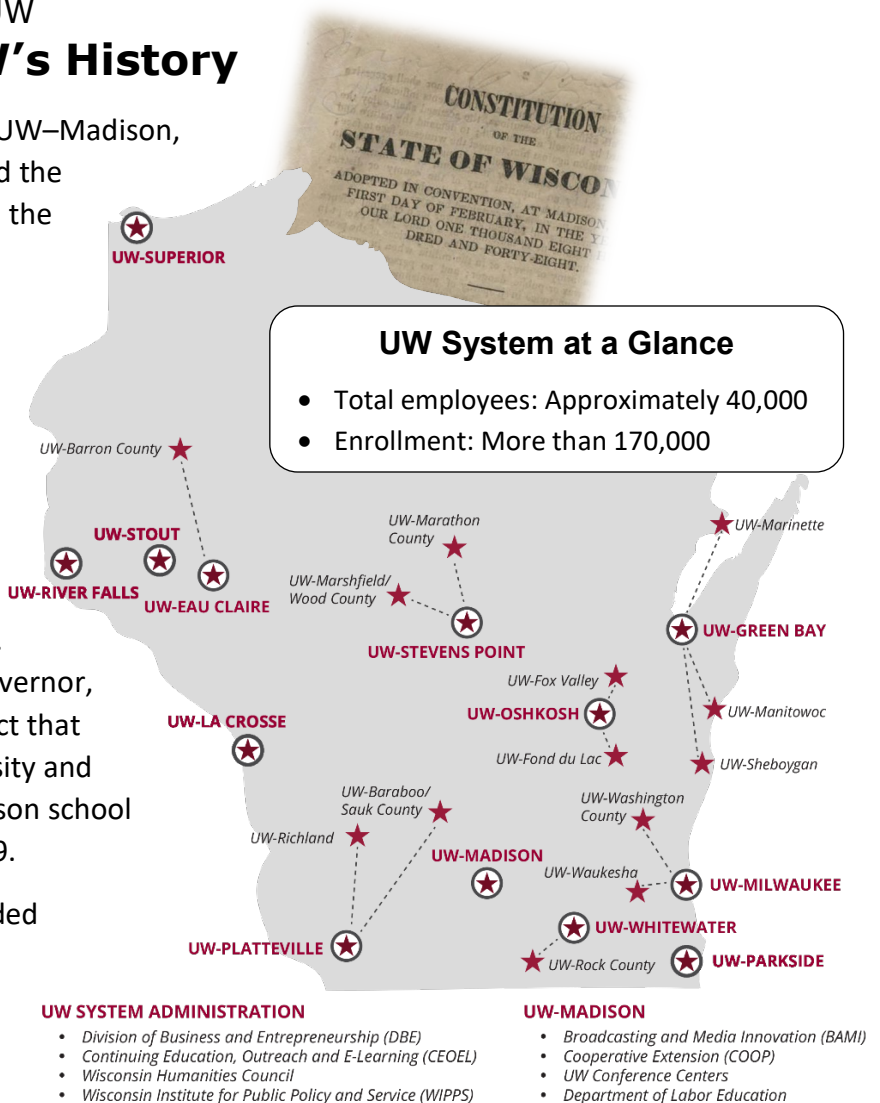 UW
W's History
UW–Madison,
d the
the
CONSTITUTION
OF THE
STATE OF WISCON
ADOPTED IN CONVENTION, AT MADISON
FIRST DAY OF FEBRUARY, IN THE
OUR LORD ONE THOUSAND EIGHT
DRED AND FORTY-EIGHT.
UW-SUPERIOR
UW System at a Glance
• Total employees: Approximately 40,000
• Enrollment: More than 170,000
UW-Barron County
UW-Marathon
County
UW-Marinette
UW-STOUT
UW-Marshfield/
Wood County
UW-RIVER FALLS
UW-EAU CLAIRE
UW-GREEN BAY
UW-STEVENS POINT
vernor,
ct that
sity and
son school
9.
ded
UW-Fox Valley
UW-OSHKOSH
UW-Manitowoc
UW-LA CROSSE
UW-Fond du Lac
UW-Sheboygan
UW-Baraboo/
Sauk County
UW-Washington
County
UW-Richland
UW-MADISON
UW-Waukesha
UW-MILWAUKEE
UW-WHITEWATER
UW-PLATTEVILLE
UW-Rock County
UW-PARKSIDE
UW SYSTEM ADMINISTRATION
• Division of Business and Entrepreneurship (DBE)
• Continuing Education, Outreach and E-Learning (CEOEL)
• Wisconsin Humanities Council
• Wisconsin Institute for Public Policy and Service (WIPPS)
UW-MADISON
• Broadcasting and Media Innovation (BAMI)
• Cooperative Extension (COOP)
• UW Conference Centers
• Department of Labor Education